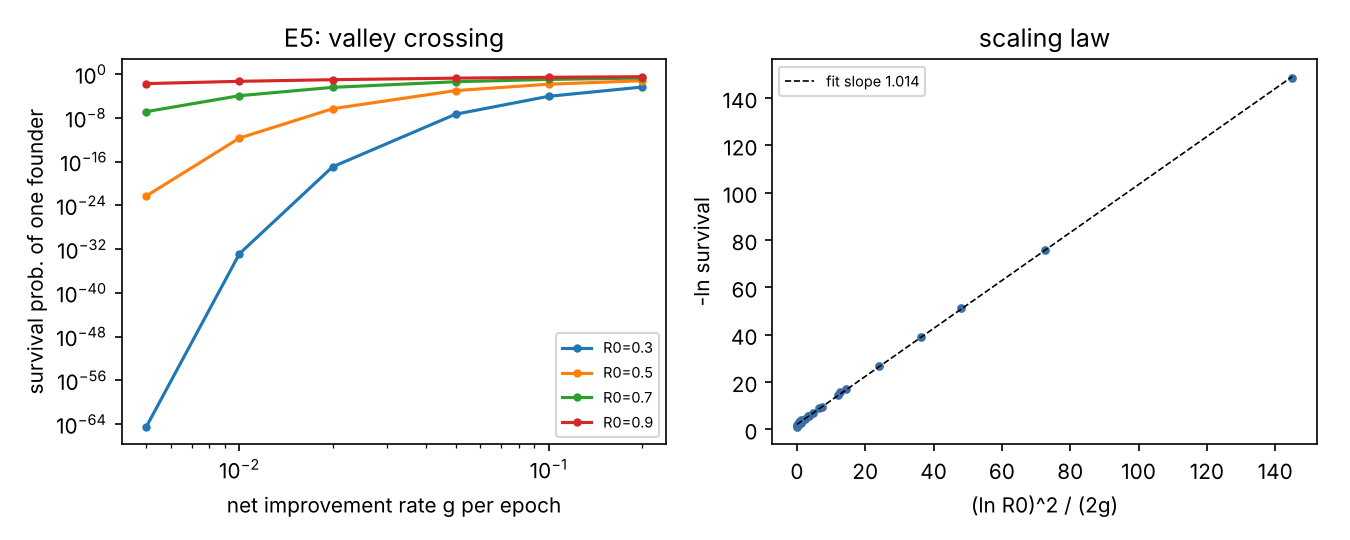 E5: valley crossing
survival prob. of one founder
10^0
10^−8
10^−16
10^−24
10^−32
10^−40
10^−48
10^−56
10^−64
R0=0.3
R0=0.5
R0=0.7
R0=0.9
10^−2
10^−1
net improvement rate g per epoch
scaling law
-ln survival
fit slope 1.014
140
120
100
80
60
40
20
0
0
20
40
60
80
100
120
140
(ln R0)^2 / (2g)